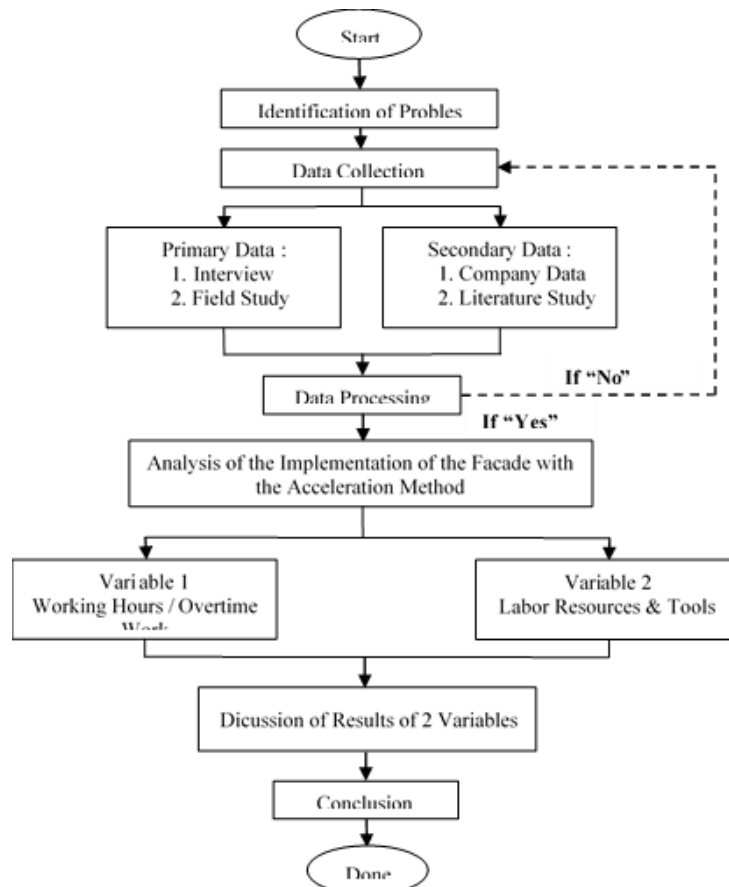 Start
Identification of Probles
Data Collection
Primary Data :
1. Interview
2. Field Study
Secondary Data :
1. Company Data
2. Literature Study
If “No”
Data Processing
If “Yes”
Analysis of the Implementation of the Facade with
the Acceleration Method
Variable 1
Working Hours / Overtime
Work
Variable 2
Labor Resources & Tools
Dicussion of Results of 2 Variables
Conclusion
Done